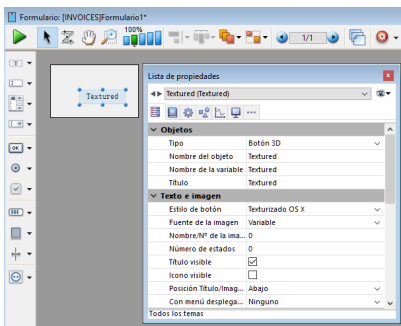 Formulario: [INVOICES]Formulario1*
100%
1/1
Textured
OK
Lista de propiedades
Textured (Textured)
Objetos
Tipo Botón 3D
Nombre del objeto Textured
Nombre de la variable Textured
Título Textured
Texto e imagen
Estilo de botón Texturizado OS X
Fuente de la imagen Variable
Nombre/Nº de la ima... 0
Número de estados 0
Título visible
Icono visible
Posición Título/Imag... Abajo
Con menú desplega... Ninguno
Todos los temas